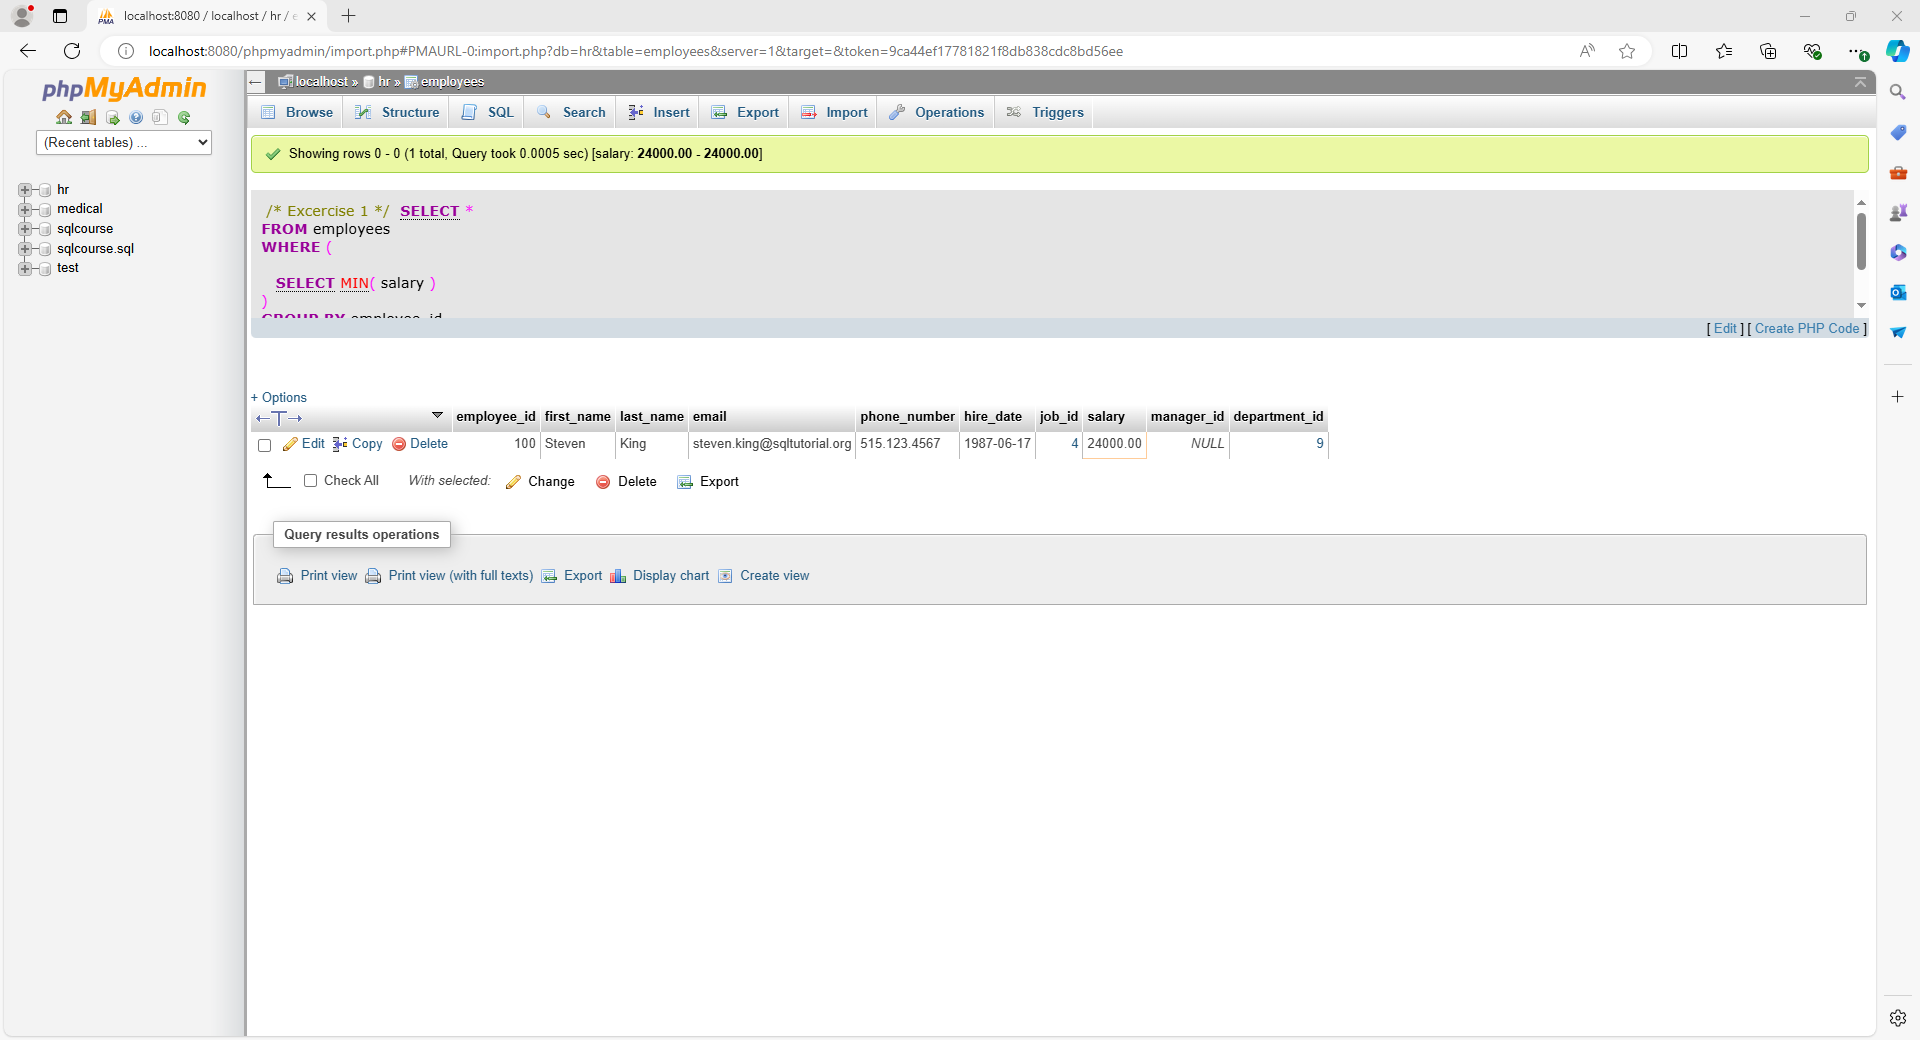 localhost:8080 / localhost / hr / e
localhost:8080/phpmyadmin/import.php#PMAURL-0:import.php?db=hr&table=employees&server=1&target=&token=9ca44ef17781821f8db838cdc8bd56ee
phpMyAdmin
(Recent tables) ...
hr
medical
sqlcourse
sqlcourse.sql
test
localhost » hr » employees
Browse Structure SQL Search Insert Export Import Operations Triggers
Showing rows 0 - 0 (1 total, Query took 0.0005 sec) [salary: 24000.00 - 24000.00]
/* Excercise 1 */ SELECT *
FROM employees
WHERE (
SELECT MIN( salary )
)
GROUP BY employee_id
[ Edit ] [ Create PHP Code ]
+ Options
←T→ employee_id first_name last_name email phone_number hire_date job_id salary manager_id department_id
Edit Copy Delete 100 Steven King steven.king@sqltutorial.org 515.123.4567 1987-06-17 4 24000.00 NULL 9
Check All With selected: Change Delete Export
Query results operations
Print view Print view (with full texts) Export Display chart Create view